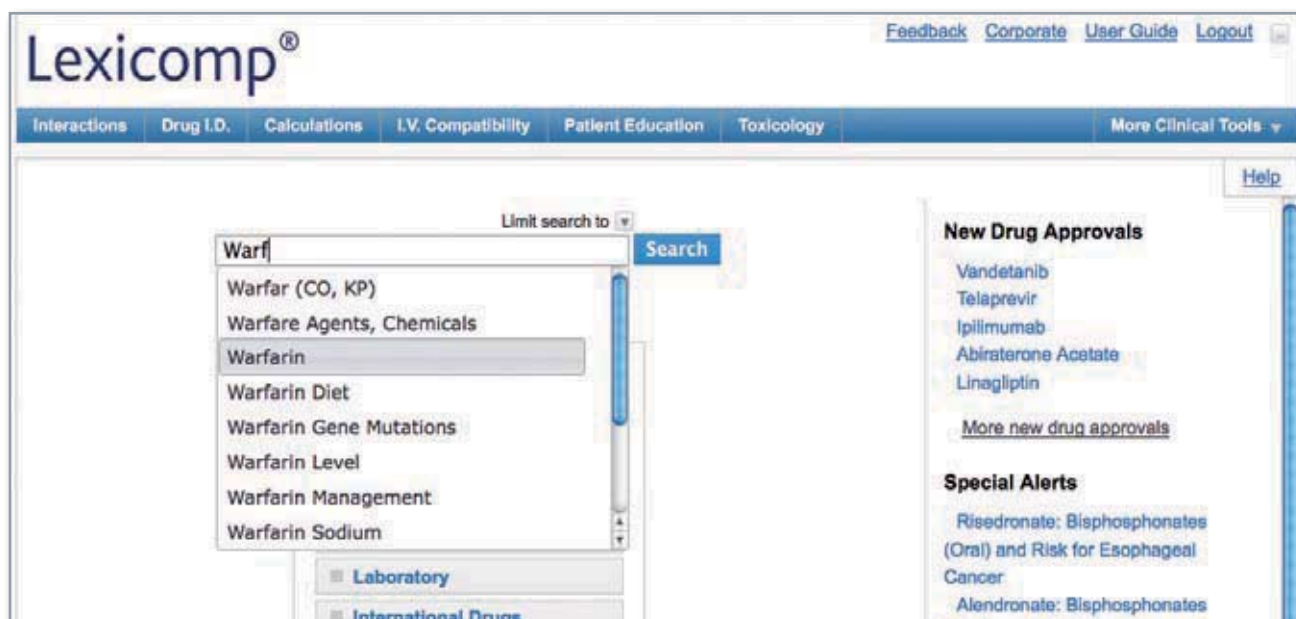 Lexicomp®
Feedback Corporate User Guide Logout
Interactions Drug I.D. Calculations I.V. Compatibility Patient Education Toxicology More Clinical Tools
Help
Limit search to
Warf
Search
Warfar (CO, KP)
Warfare Agents, Chemicals
Warfarin
Warfarin Diet
Warfarin Gene Mutations
Warfarin Level
Warfarin Management
Warfarin Sodium
Laboratory
International Drugs
New Drug Approvals
Vandetanib
Telaprevir
Ipilimumab
Abiraterone Acetate
Linagliptin
More new drug approvals
Special Alerts
Risedronate: Bisphosphonates
(Oral) and Risk for Esophageal
Cancer
Alendronate: Bisphosphonates